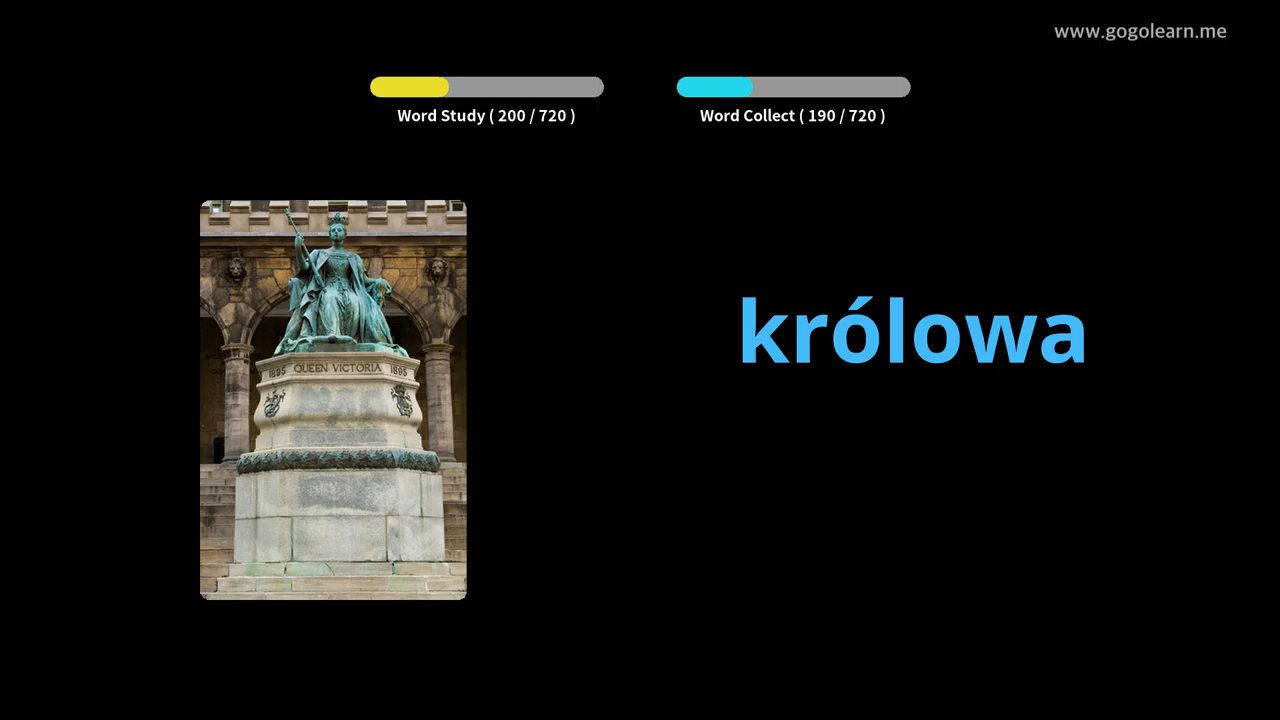 www.gogolearn.me
Word Study ( 200 / 720 )
Word Collect ( 190 / 720 )
1895 QUEEN VICTORIA 1895
królowa